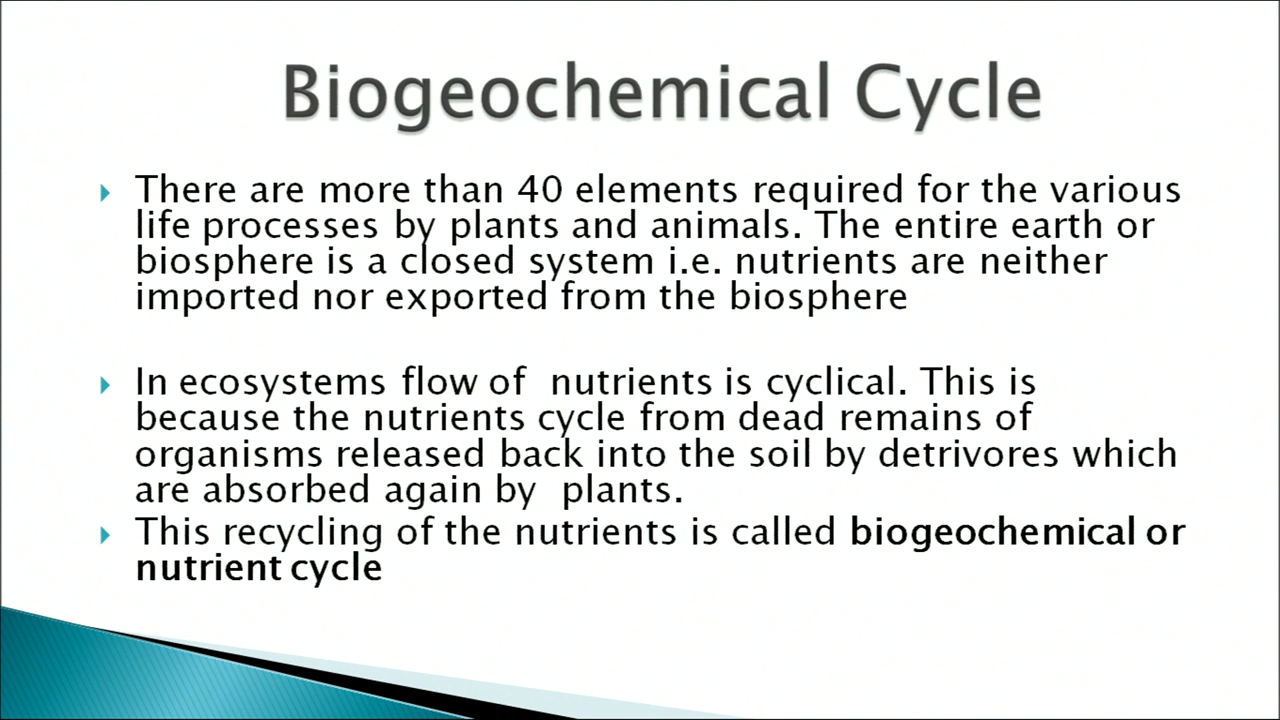 Biogeochemical Cycle
There are more than 40 elements required for the various
life processes by plants and animals. The entire earth or
biosphere is a closed system i.e. nutrients are neither
imported nor exported from the biosphere
In ecosystems flow of  nutrients is cyclical. This is
because the nutrients cycle from dead remains of
organisms released back into the soil by detrivores which
are absorbed again by  plants.
This recycling of the nutrients is called biogeochemical or
nutrient cycle